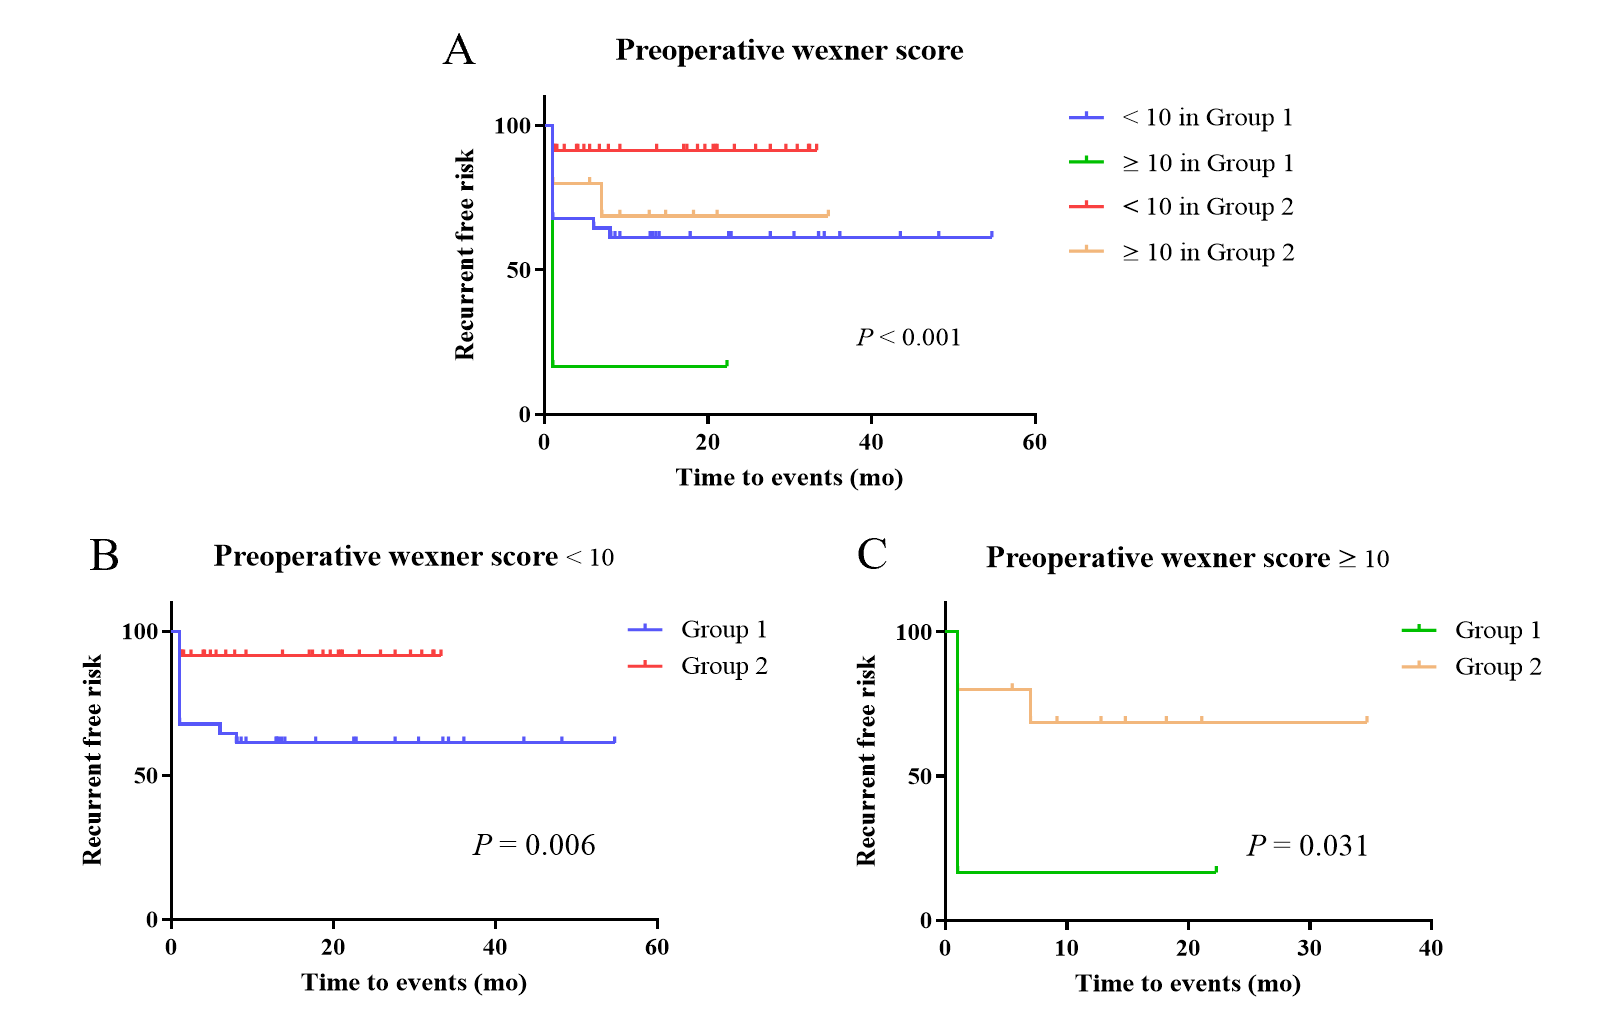 A
Preoperative wexner score
< 10 in Group 1
≥ 10 in Group 1
< 10 in Group 2
≥ 10 in Group 2
Recurrent free risk
100
50
0
P < 0.001
0 20 40 60
Time to events (mo)
B
Preoperative wexner score < 10
Group 1
Group 2
Recurrent free risk
100
50
0
P = 0.006
0 20 40 60
Time to events (mo)
C
Preoperative wexner score ≥ 10
Group 1
Group 2
Recurrent free risk
100
50
0
P = 0.031
0 10 20 30 40
Time to events (mo)